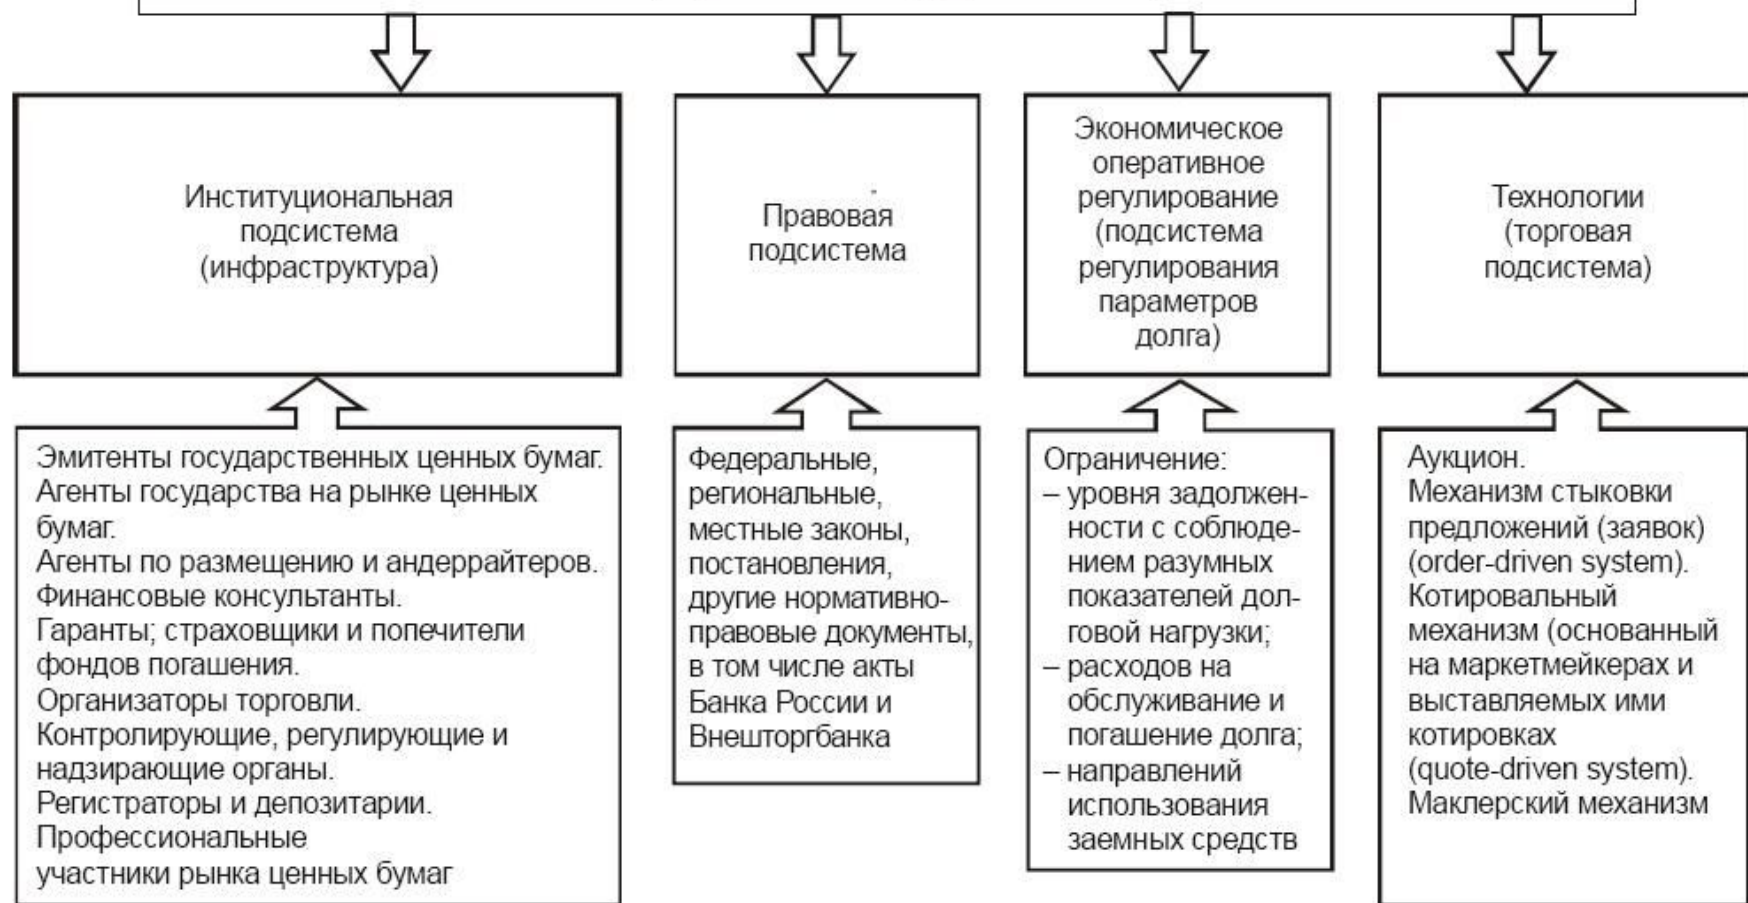 Институциональная
подсистема
(инфраструктура)
Правовая
подсистема
Экономическое
оперативное
регулирование
(подсистема
регулирования
параметров
долга)
Технологии
(торговая
подсистема)
Эмитенты государственных ценных бумаг.
Агенты государства на рынке ценных
бумаг.
Агенты по размещению и андеррайтеров.
Финансовые консультанты.
Гаранты; страховщики и попечители
фондов погашения.
Организаторы торговли.
Контролирующие, регулирующие и
надзирающие органы.
Регистраторы и депозитарии.
Профессиональные
участники рынка ценных бумаг
Федеральные,
региональные,
местные законы,
постановления,
другие нормативно-
правовые документы,
в том числе акты
Банка России и
Внешторгбанка
Ограничение:
– уровня задолжен-
ности с соблюде-
нием разумных
показателей дол-
говой нагрузки;
– расходов на
обслуживание и
погашение долга;
– направлений
использования
заемных средств
Аукцион.
Механизм стыковки
предложений (заявок)
(order-driven system).
Котировальный
механизм (основанный
на маркетмейкерах и
выставляемых ими
котировках
(quote-driven system).
Маклерский механизм